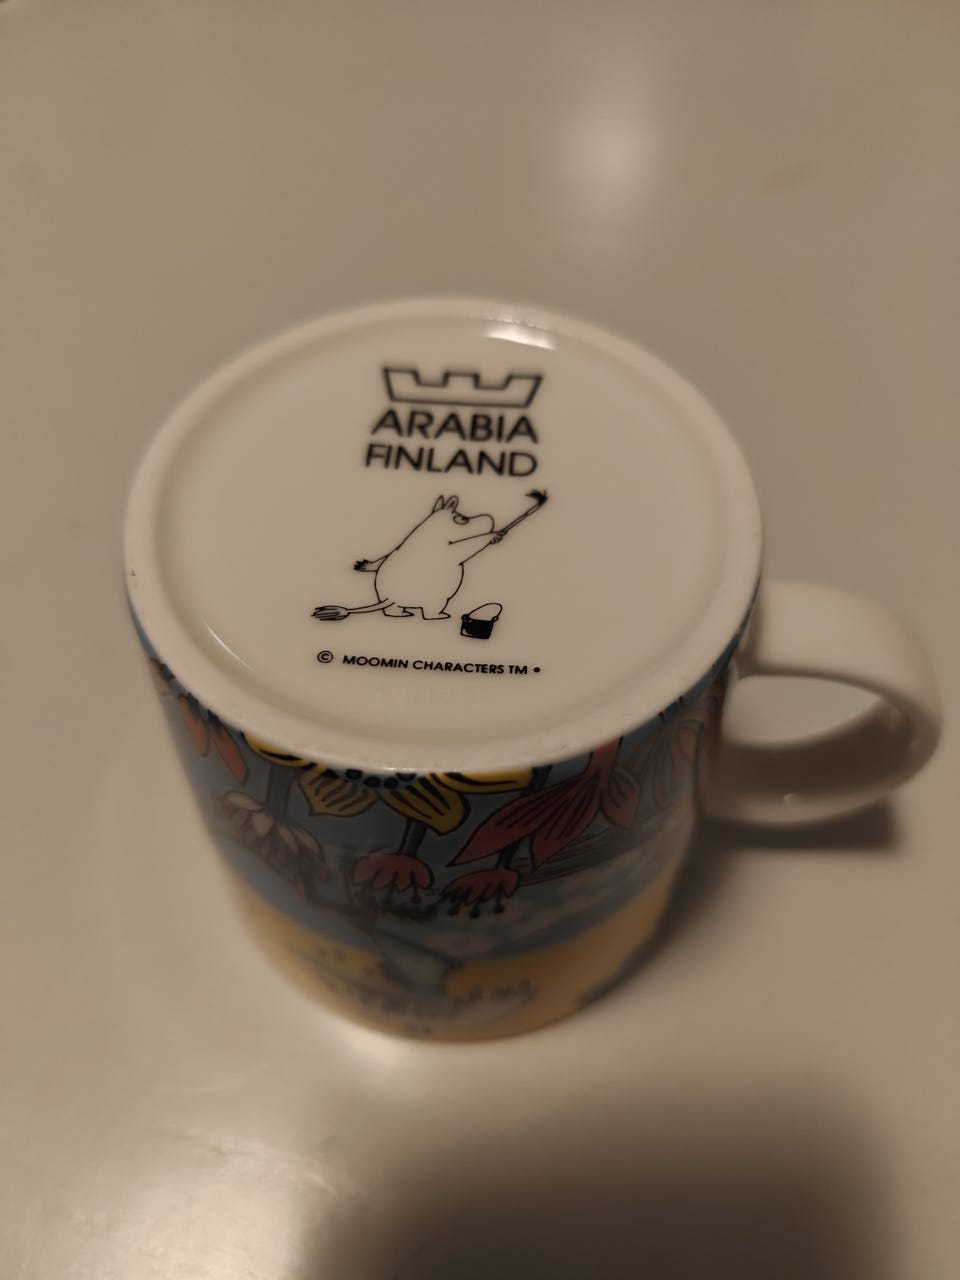 ARABIA
FINLAND
© MOOMIN CHARACTERS TM •